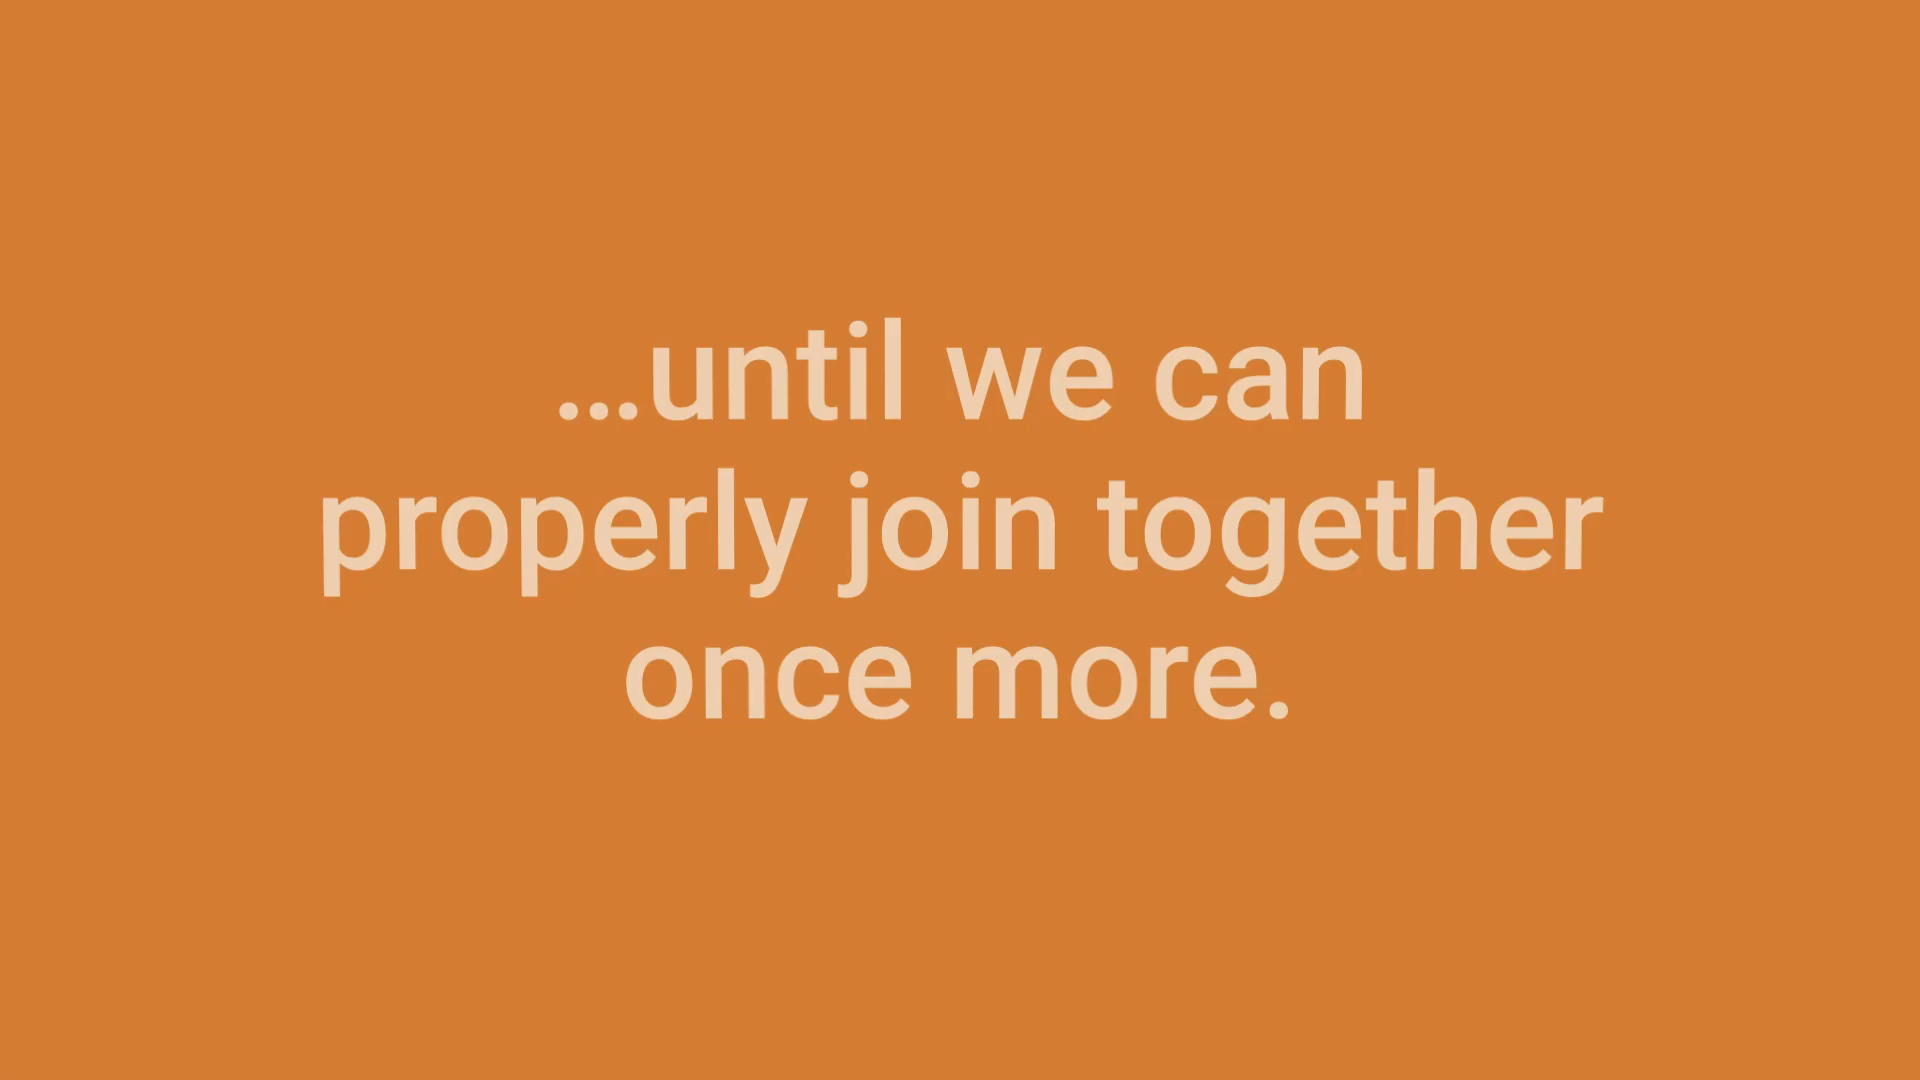 …until we can
properly join together
once more.